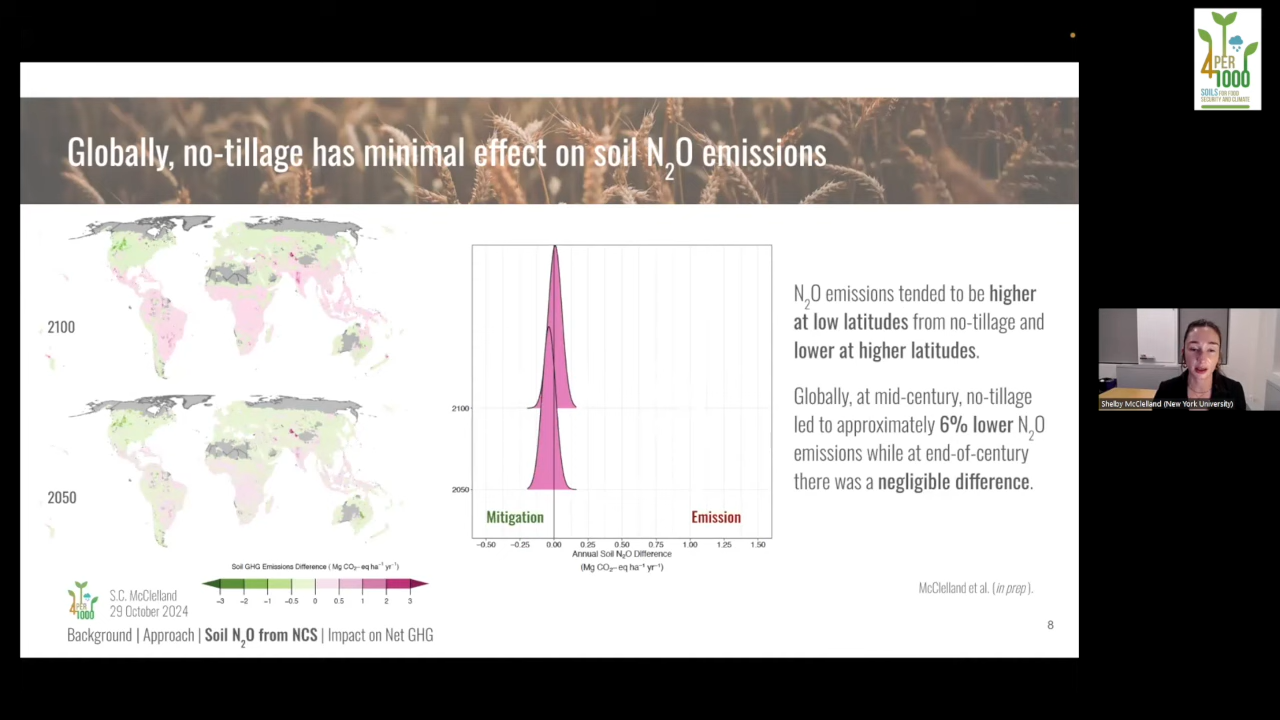 4 PER
1000
SOILS FOR FOOD
SECURITY AND CLIMATE
Globally, no-tillage has minimal effect on soil N₂O emissions
2100
2050
2100
2050
Mitigation
Emission
−0.50 −0.25 0.00 0.25 0.50 0.75 1.00 1.25 1.50
Annual Soil N₂O Difference
(Mg CO₂−eq ha⁻¹ yr⁻¹)
N₂O emissions tended to be higher
at low latitudes from no-tillage and
lower at higher latitudes.
Globally, at mid-century, no-tillage
led to approximately 6% lower N₂O
emissions while at end-of-century
there was a negligible difference.
Shelby McClelland (New York University)
Soil GHG Emissions Difference ( Mg CO₂−eq ha⁻¹ yr⁻¹)
−3 −2 −1 −0.5 0 0.5 1 2 3
4 PER
1000
S.C. McClelland
29 October 2024
McClelland et al. (in prep ).
8
Background | Approach | Soil N₂O from NCS | Impact on Net GHG